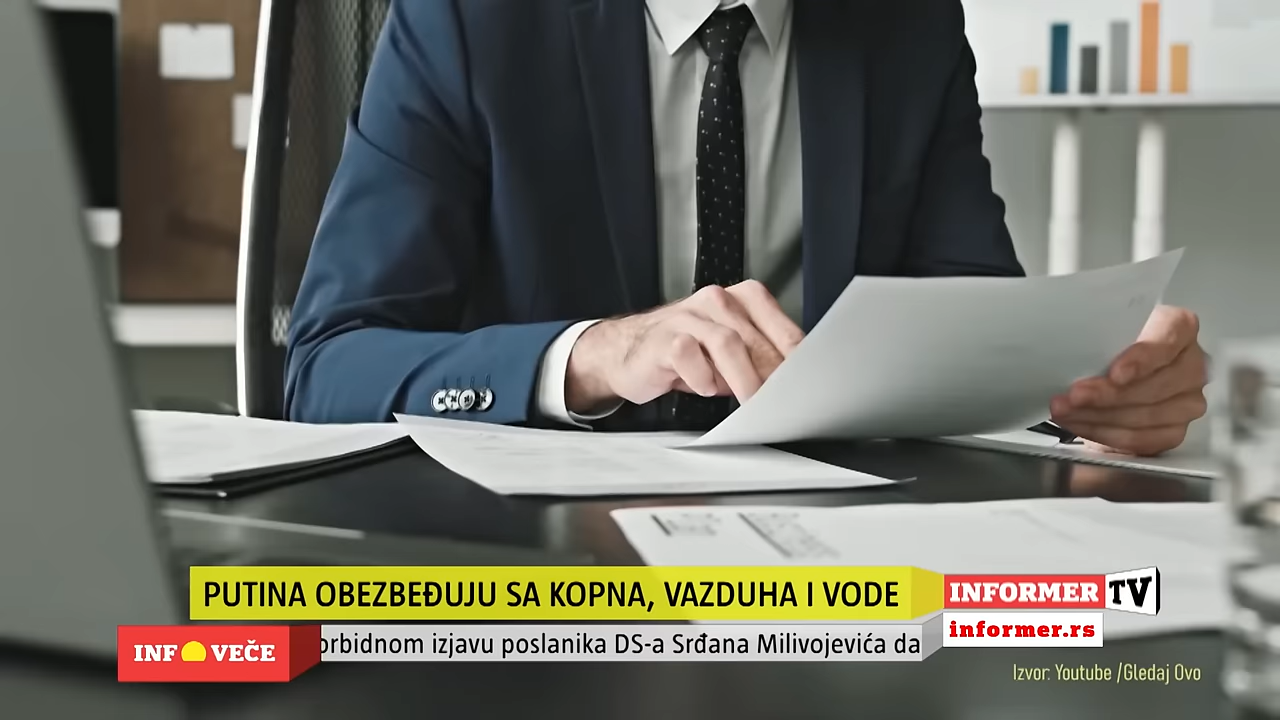 PUTINA OBEZBEĐUJU SA KOPNA, VAZDUHA I VODE
INFORMER TV
informer.rs
INFO VEČE
orbidnom izjavu poslanika DS-a Srđana Milivojevića da
Izvor: Youtube /Gledaj Ovo